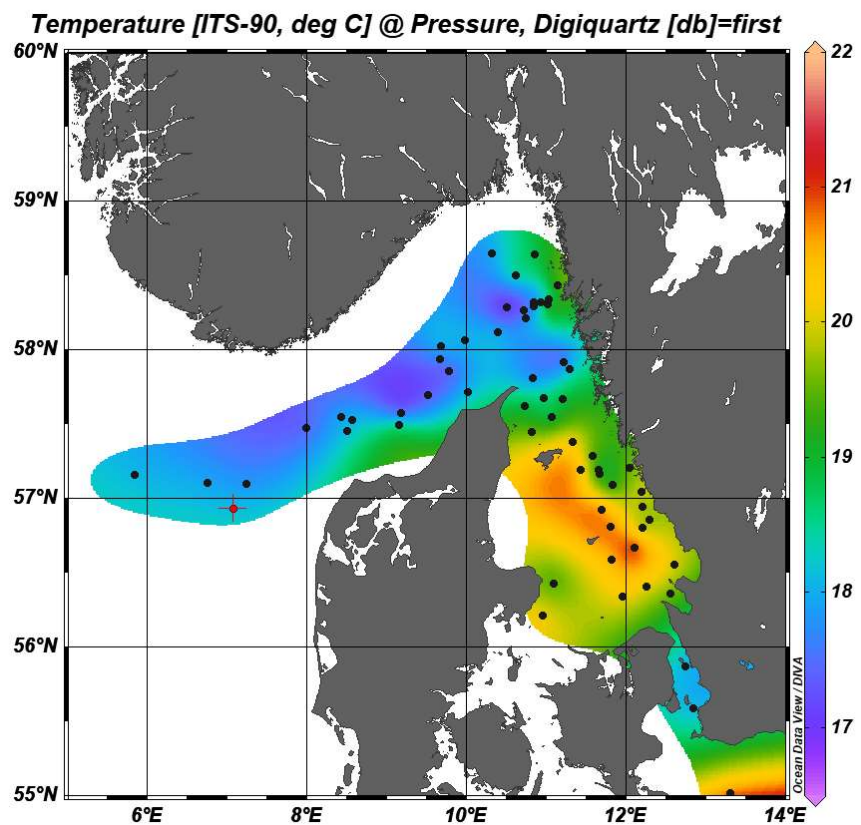 Temperature [ITS-90, deg C] @ Pressure, Digiquartz [db]=first
60°N
59°N
58°N
57°N
56°N
55°N
6°E
8°E
10°E
12°E
14°E
22
21
20
19
18
17
Ocean Data View / DIVA